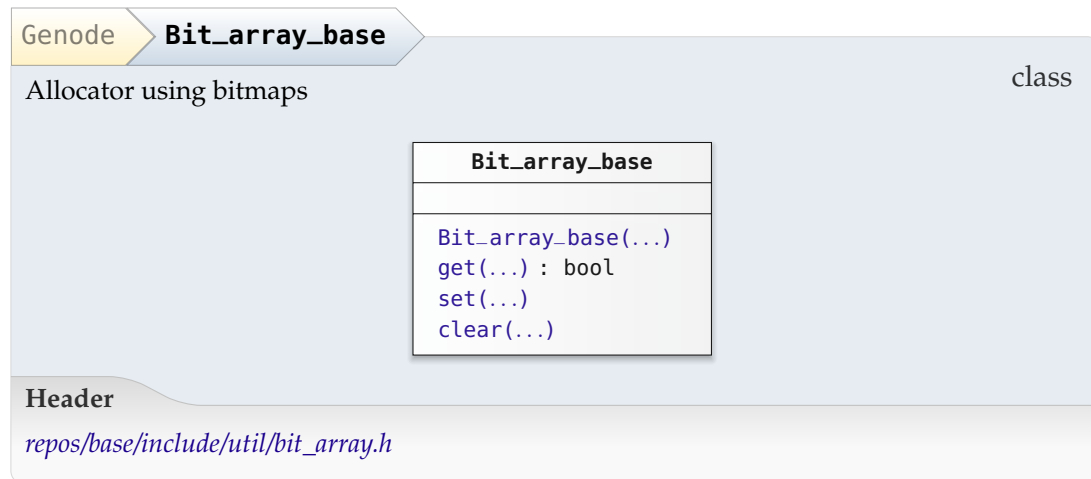 Genode Bit_array_base
class
Allocator using bitmaps
Bit_array_base
Bit_array_base(...)
get(...) : bool
set(...)
clear(...)
Header
repos/base/include/util/bit_array.h